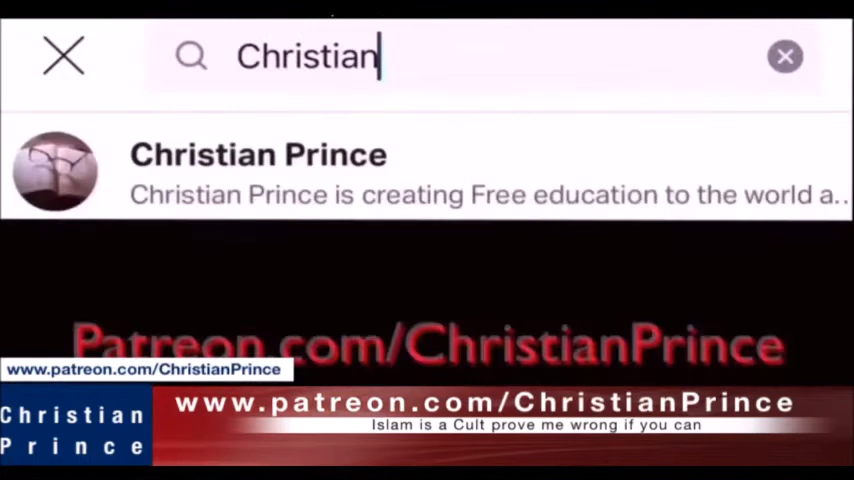 Christian
Christian Prince
Christian Prince is creating Free education to the world a..
Patreon.com/ChristianPrince
www.patreon.com/ChristianPrince
www.patreon.com/ChristianPrince
Islam is a Cult prove me wrong if you can
Christian
Prince